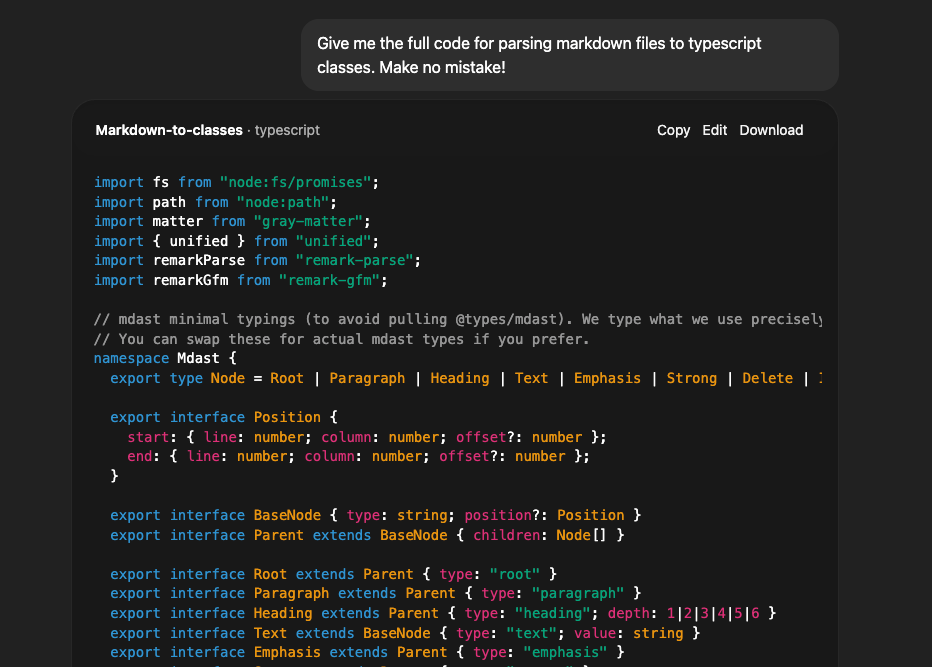 Give me the full code for parsing markdown files to typescript
classes. Make no mistake!
Markdown-to-classes · typescript
Copy Edit Download
import fs from "node:fs/promises";
import path from "node:path";
import matter from "gray-matter";
import { unified } from "unified";
import remarkParse from "remark-parse";
import remarkGfm from "remark-gfm";
// mdast minimal typings (to avoid pulling @types/mdast). We type what we use precisely
// You can swap these for actual mdast types if you prefer.
namespace Mdast {
export type Node = Root | Paragraph | Heading | Text | Emphasis | Strong | Delete |
export interface Position {
start: { line: number; column: number; offset?: number };
end: { line: number; column: number; offset?: number };
}
export interface BaseNode { type: string; position?: Position }
export interface Parent extends BaseNode { children: Node[] }
export interface Root extends Parent { type: "root" }
export interface Paragraph extends Parent { type: "paragraph" }
export interface Heading extends Parent { type: "heading"; depth: 1|2|3|4|5|6 }
export interface Text extends BaseNode { type: "text"; value: string }
export interface Emphasis extends Parent { type: "emphasis" }